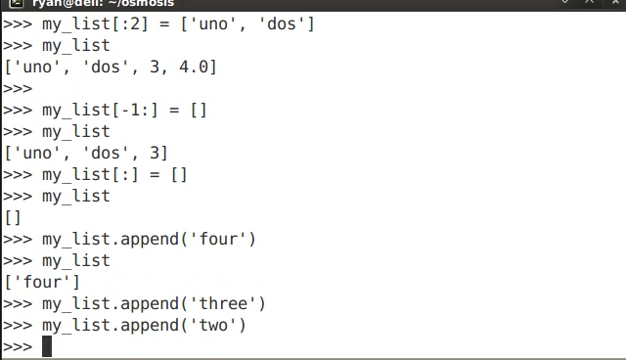 ryan@dell: ~/osmosis
>>> my_list[:2] = ['uno', 'dos']
>>> my_list
['uno', 'dos', 3, 4.0]
>>>
>>> my_list[-1:] = []
>>> my_list
['uno', 'dos', 3]
>>> my_list[:] = []
>>> my_list
[]
>>> my_list.append('four')
>>> my_list
['four']
>>> my_list.append('three')
>>> my_list.append('two')
>>>